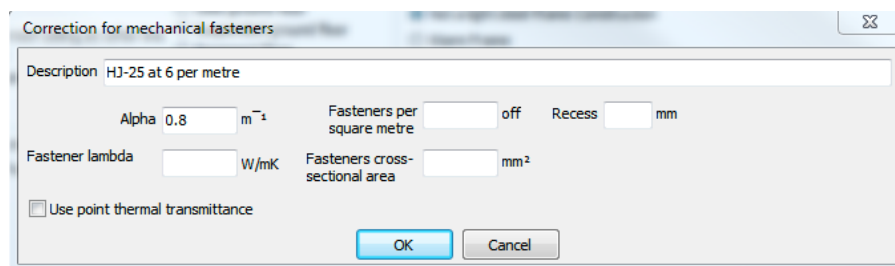 Correction for mechanical fasteners
Description HJ-25 at 6 per metre
Alpha 0.8 m⁻¹ Fasteners per square metre off Recess mm
Fastener lambda W/mK Fasteners cross-sectional area mm²
Use point thermal transmittance
OK Cancel